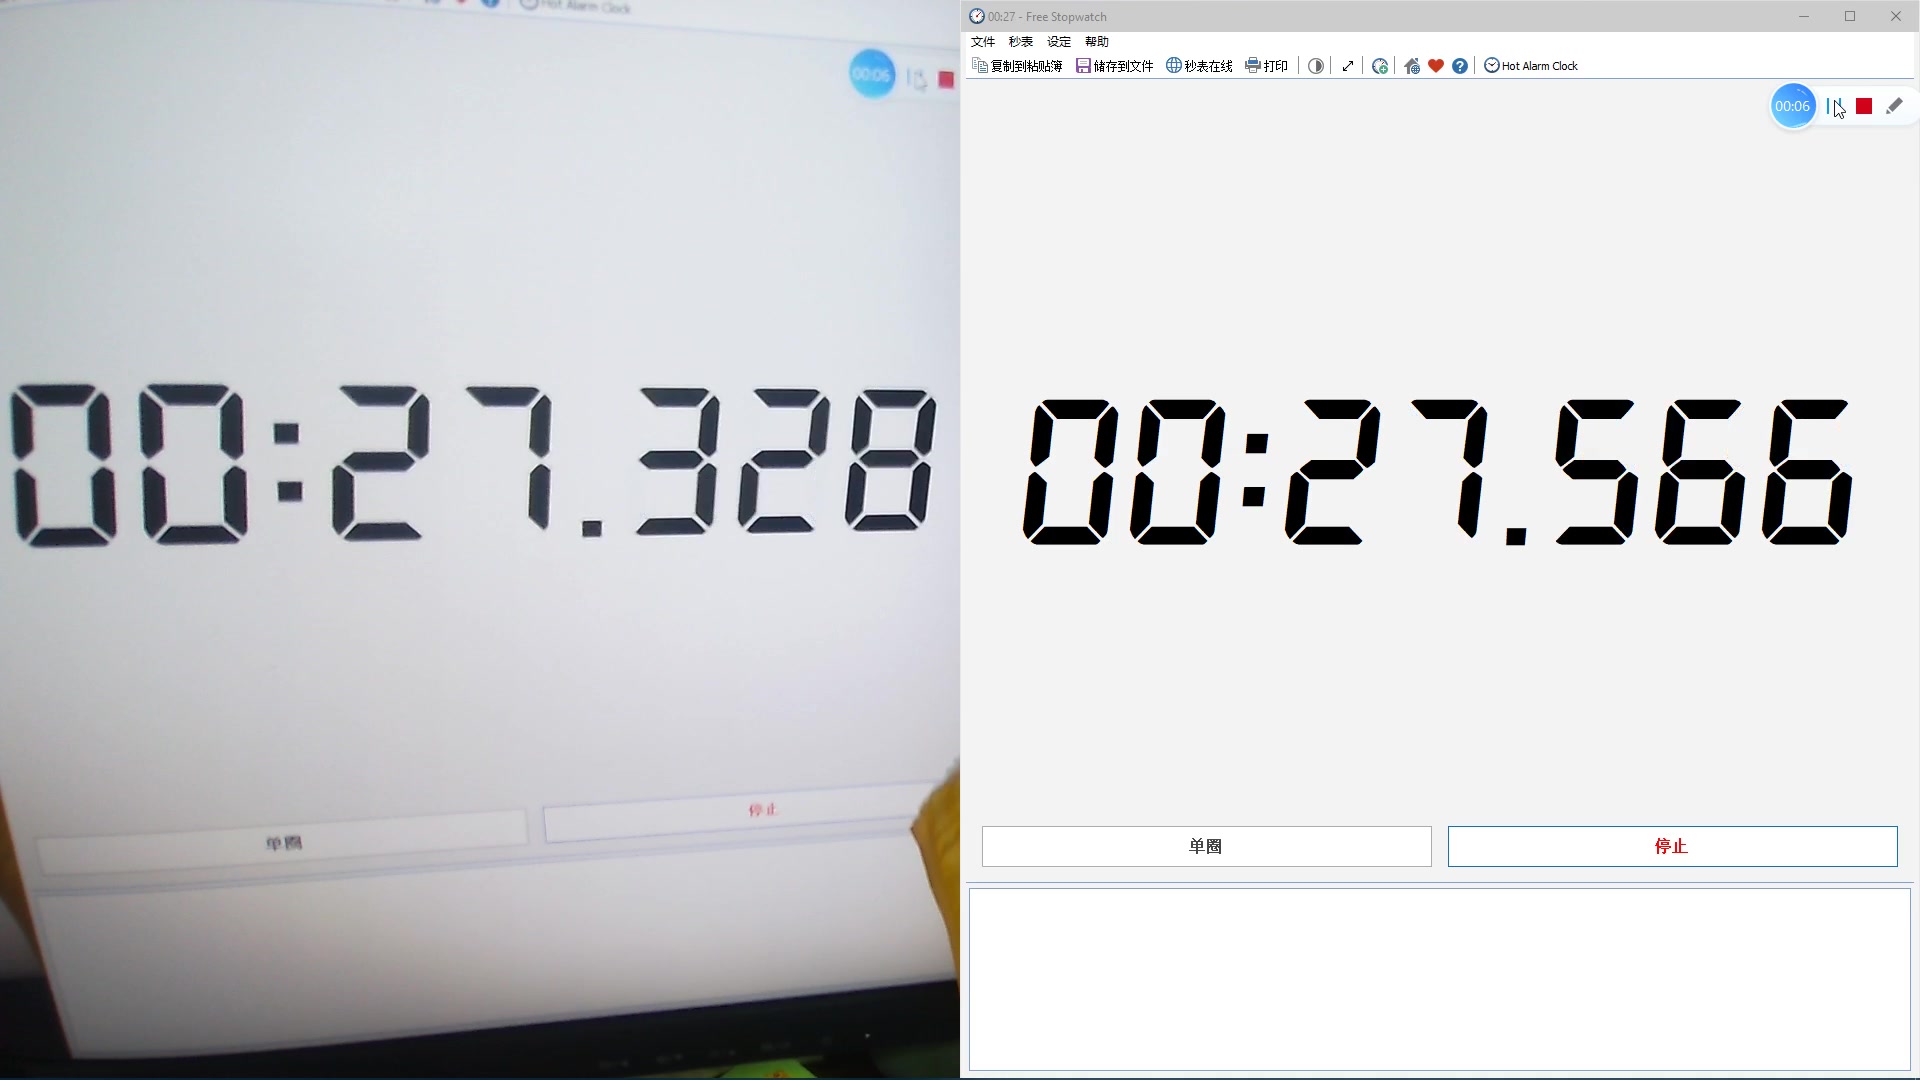 Hot Alarm Clock
00:06
00:27.328
单圈
停止
00:27 - Free Stopwatch
文件 秒表 设定 帮助
复制到粘贴簿 储存到文件 秒表在线 打印 Hot Alarm Clock
00:06
00:27.566
单圈 停止